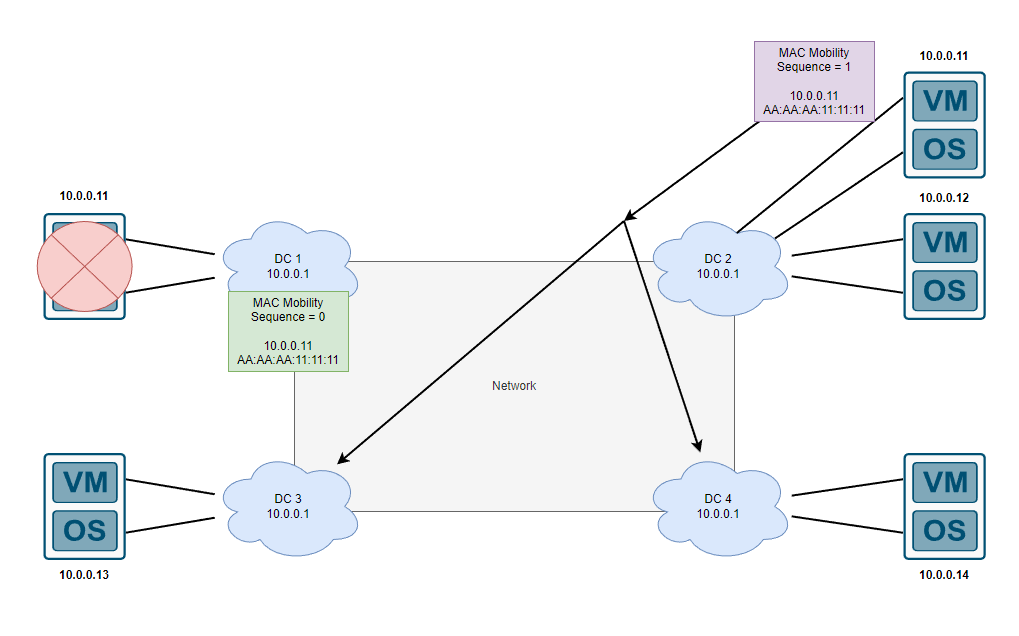 MAC Mobility
Sequence = 1
10.0.0.11
AA:AA:AA:11:11:11
10.0.0.11
VM
OS
10.0.0.11
10.0.0.12
VM
OS
DC 1
10.0.0.1
DC 2
10.0.0.1
MAC Mobility
Sequence = 0
10.0.0.11
AA:AA:AA:11:11:11
Network
VM
OS
10.0.0.13
DC 3
10.0.0.1
DC 4
10.0.0.1
VM
OS
10.0.0.14